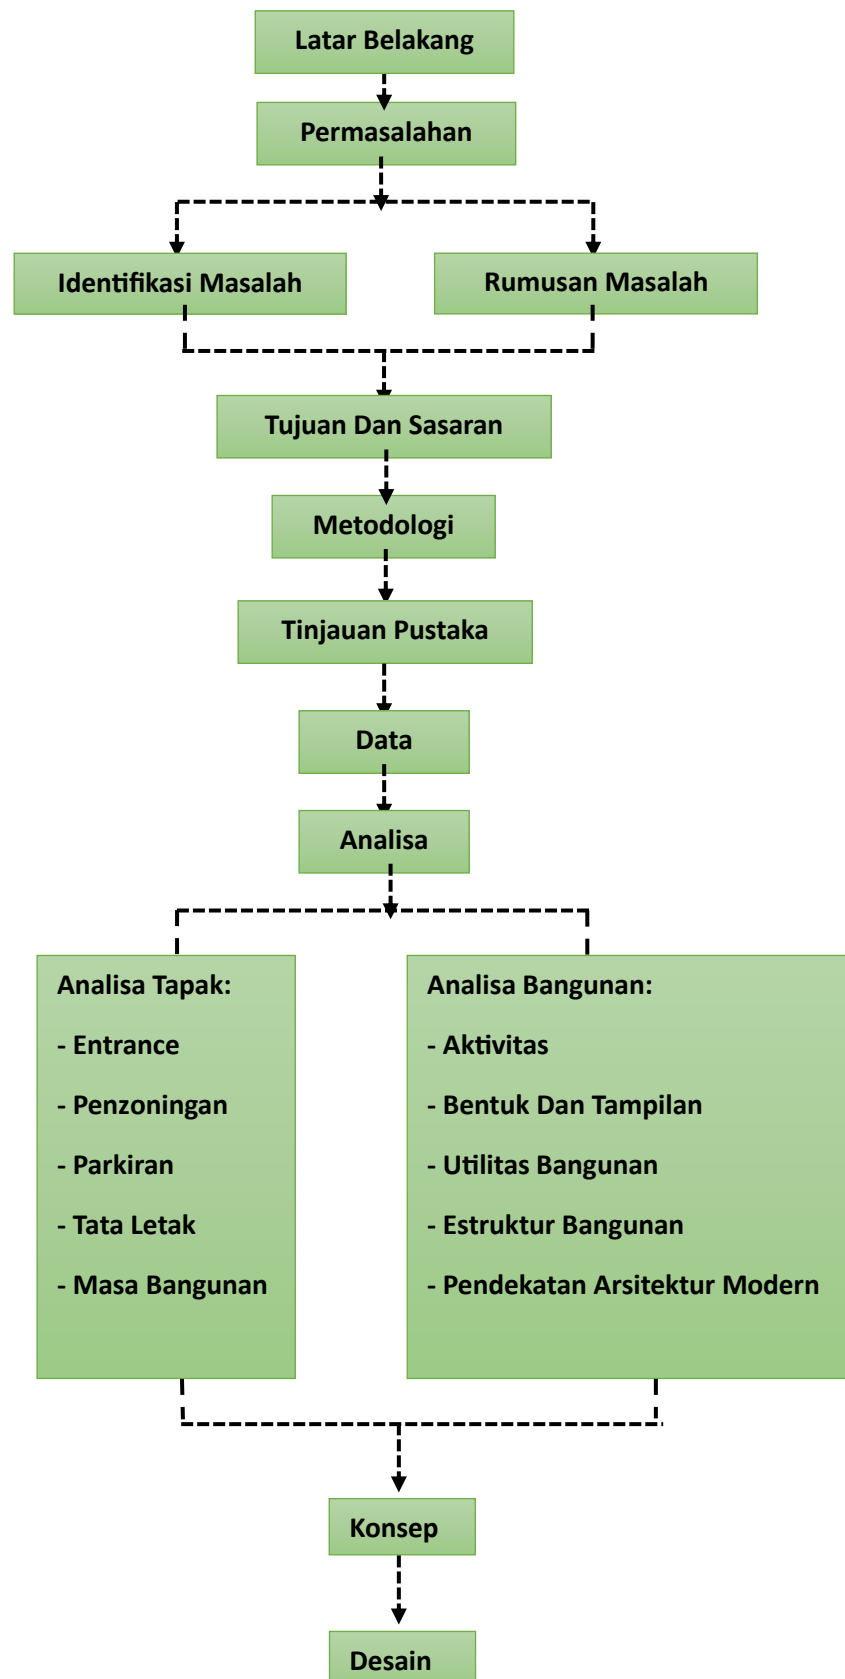 Latar Belakang
Permasalahan
Identifikasi Masalah
Rumusan Masalah
Tujuan Dan Sasaran
Metodologi
Tinjauan Pustaka
Data
Analisa
Analisa Tapak:
- Entrance
- Penzoningan
- Parkiran
- Tata Letak
- Masa Bangunan
Analisa Bangunan:
- Aktivitas
- Bentuk Dan Tampilan
- Utilitas Bangunan
- Estruktur Bangunan
- Pendekatan Arsitektur Modern
Konsep
Desain